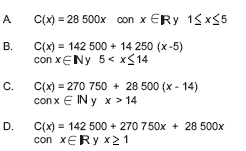 A. C(x) = 28 500x con x ∈ ℝ y 1 ≤ x ≤ 5
B. C(x) = 142 500 + 14 250 (x -5)
con x ∈ ℕ y 5 < x ≤ 14
C. C(x) = 270 750 + 28 500 (x - 14)
con x ∈ ℕ y x > 14
D. C(x) = 142 500 + 270 750x + 28 500x
con x ∈ ℝ y x ≥ 1